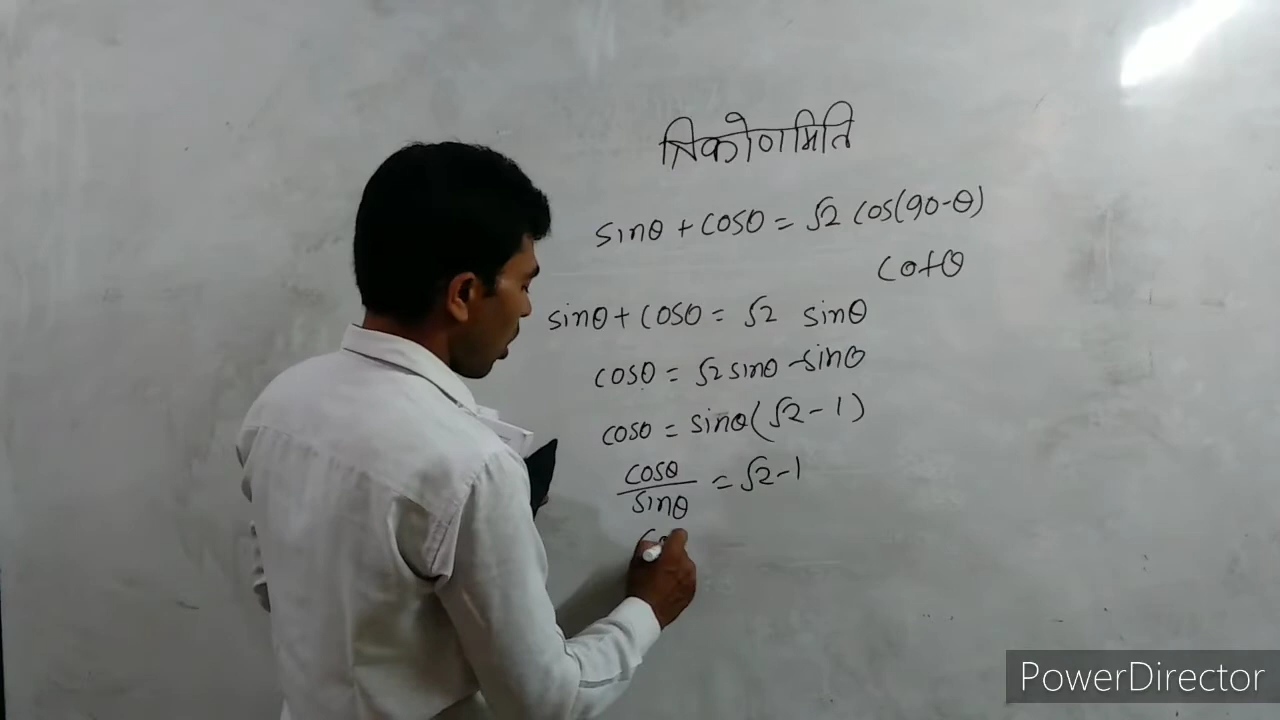 त्रिकोणमिति
sinθ + cosθ = √2 cos(90-θ)
cotθ
sinθ + cosθ = √2 sinθ
cosθ = √2 sinθ - sinθ
cosθ = sinθ(√2 - 1)
cosθ/sinθ = √2 - 1
co
PowerDirector